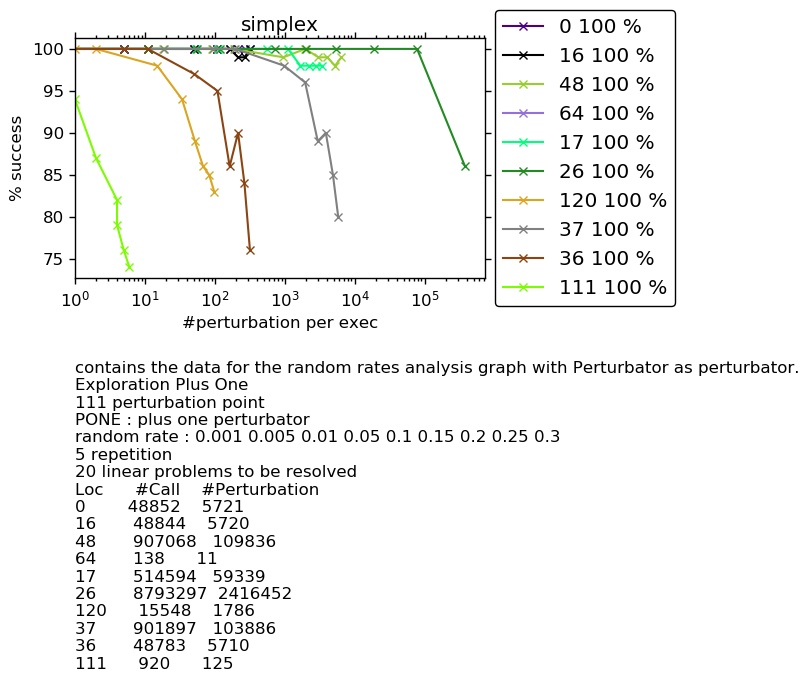 simplex
% success
100
95
90
85
80
75
10^0 10^1 10^2 10^3 10^4 10^5
#perturbation per exec
0 100 %
16 100 %
48 100 %
64 100 %
17 100 %
26 100 %
120 100 %
37 100 %
36 100 %
111 100 %
contains the data for the random rates analysis graph with Perturbator as perturbator.
Exploration Plus One
111 perturbation point
PONE : plus one perturbator
random rate : 0.001 0.005 0.01 0.05 0.1 0.15 0.2 0.25 0.3
5 repetition
20 linear problems to be resolved
Loc #Call #Perturbation
0 48852 5721
16 48844 5720
48 907068 109836
64 138 11
17 514594 59339
26 8793297 2416452
120 15548 1786
37 901897 103886
36 48783 5710
111 920 125